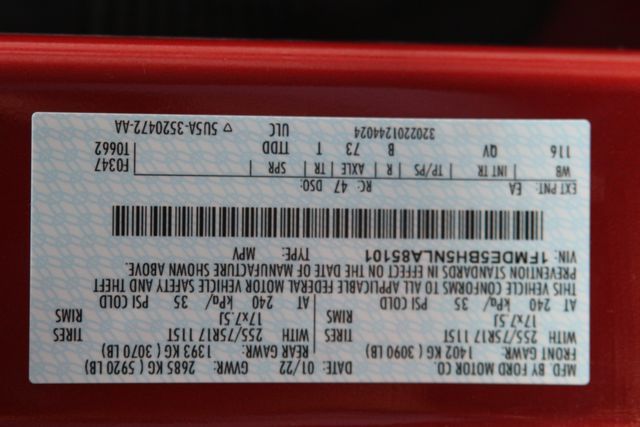 MFD. BY FORD MOTOR CO.
DATE: 01/22 GVWR: 2685 KG ( 5920 LB)
FRONT GAWR: 1402 KG ( 3090 LB) REAR GAWR: 1393 KG ( 3070 LB)
WITH 255/75R17 115T TIRES WITH 255/75R17 115T TIRES
17x7.5J RIMS 17x7.5J RIMS
AT 240 kPa/ 35 PSI COLD AT 240 kPa/ 35 PSI COLD
THIS VEHICLE CONFORMS TO ALL APPLICABLE FEDERAL MOTOR VEHICLE SAFETY AND THEFT
PREVENTION STANDARDS IN EFFECT ON THE DATE OF MANUFACTURE SHOWN ABOVE.
VIN: 1FMDE5BH5NLA85101 TYPE: MPV
EXT PNT: EA RC: 47 DSO: F0347
WB INT TR TP/PS R AXLE TR SPR T0662
116 QV B 73 T TTDD
3202201244024 ULC ▽ 5U5A-3520472-AA